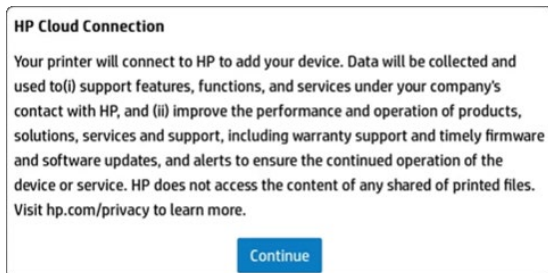 HP Cloud Connection
Your printer will connect to HP to add your device. Data will be collected and
used to(i) support features, functions, and services under your company's
contact with HP, and (ii) improve the performance and operation of products,
solutions, services and support, including warranty support and timely firmware
and software updates, and alerts to ensure the continued operation of the
device or service. HP does not access the content of any shared of printed files.
Visit hp.com/privacy to learn more.
Continue